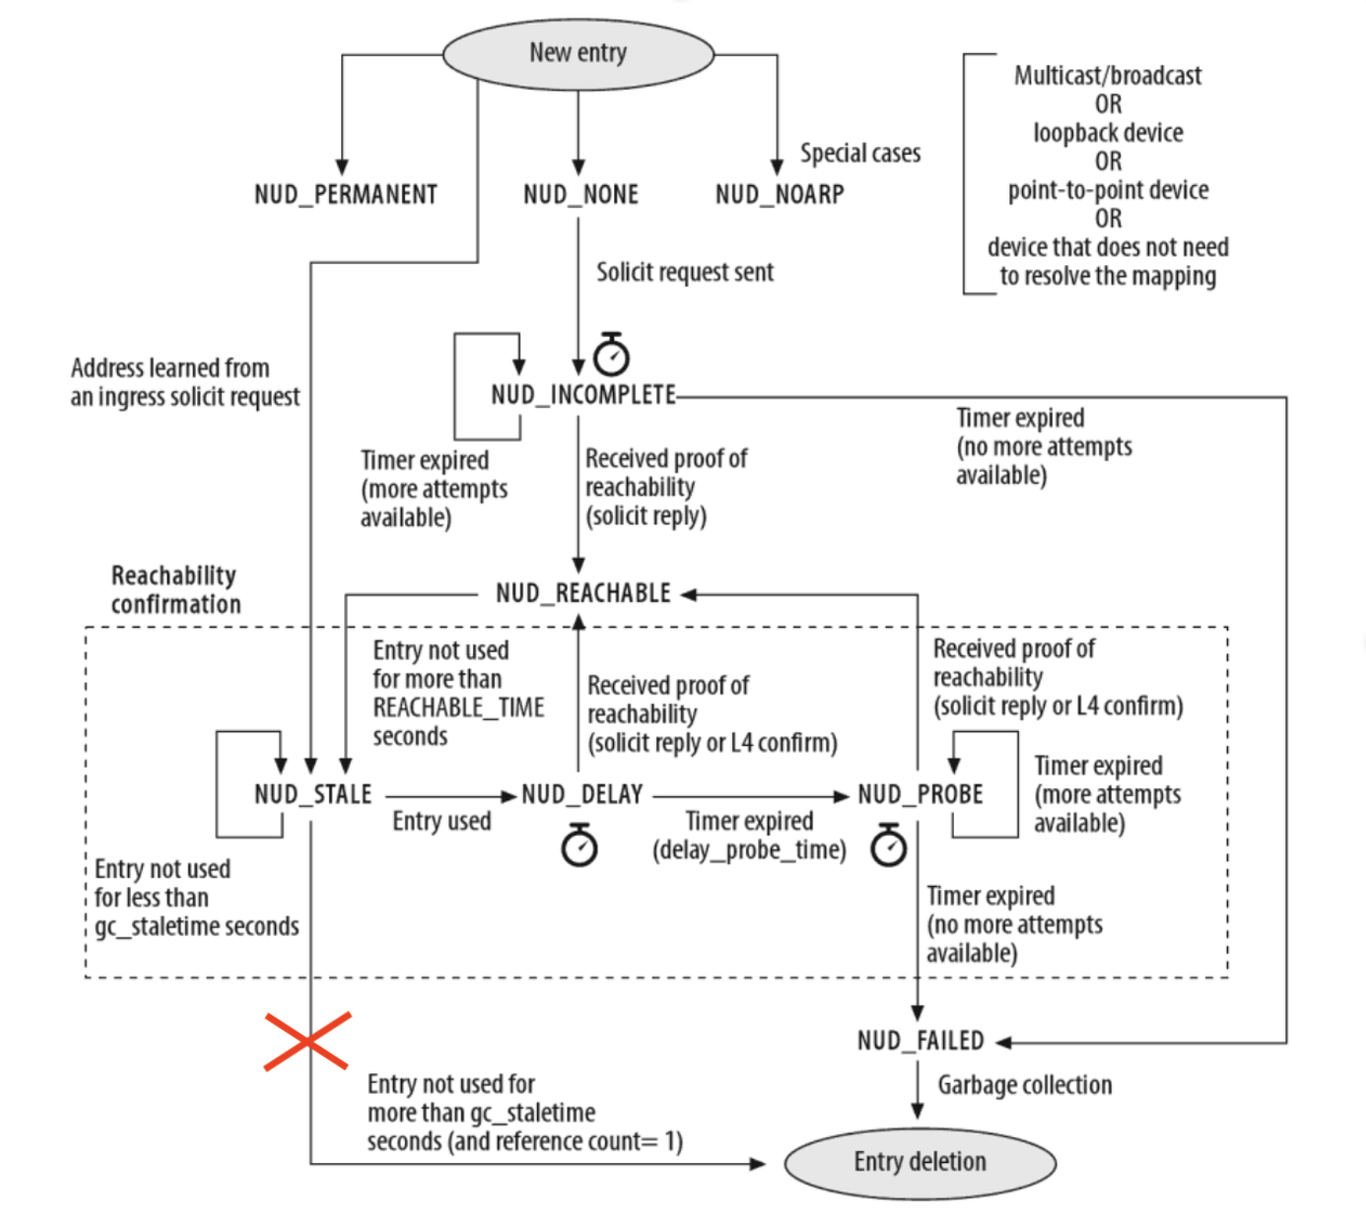 New entry
Multicast/broadcast
OR
loopback device
OR
point-to-point device
OR
device that does not need
to resolve the mapping
Special cases
NUD_PERMANENT
NUD_NONE
NUD_NOARP
Solicit request sent
Address learned from
an ingress solicit request
NUD_INCOMPLETE
Timer expired
(no more attempts
available)
Timer expired
(more attempts
available)
Received proof of
reachability
(solicit reply)
Reachability
confirmation
NUD_REACHABLE
Entry not used
for more than
REACHABLE_TIME
seconds
Received proof of
reachability
(solicit reply or L4 confirm)
Received proof of
reachability
(solicit reply or L4 confirm)
NUD_STALE
Entry used
NUD_DELAY
Timer expired
(delay_probe_time)
NUD_PROBE
Timer expired
(more attempts
available)
Entry not used
for less than
gc_staletime seconds
Timer expired
(no more attempts
available)
NUD_FAILED
Entry not used for
more than gc_staletime
seconds (and reference count= 1)
Garbage collection
Entry deletion